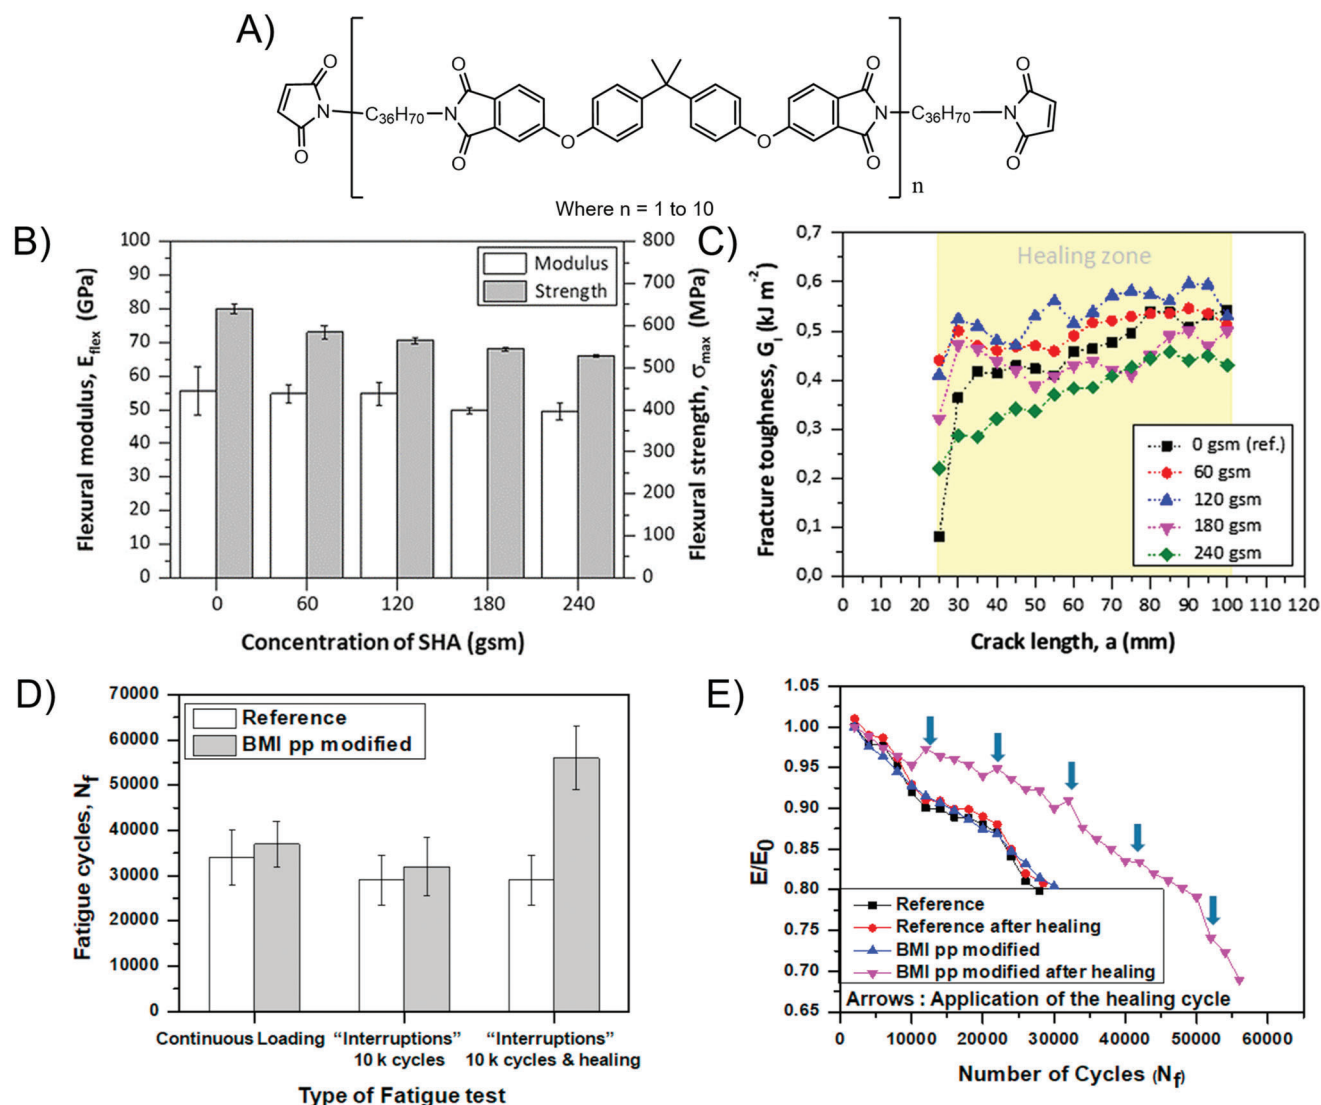 A)
O
O
O
O
N
C36H70
N
N
C36H70
N
O
O
O
O
O
O
n
Where n = 1 to 10
B)
100
90
80
70
60
50
40
30
20
10
0
Flexural modulus, Eflex (GPa)
Modulus
Strength
800
700
600
500
400
300
200
100
0
Flexural strength, σmax (MPa)
0 60 120 180 240
Concentration of SHA (gsm)
C)
0,7
0,6
0,5
0,4
0,3
0,2
0,1
0,0
Fracture toughness, GI (kJ m-2)
Healing zone
0 gsm (ref.)
60 gsm
120 gsm
180 gsm
240 gsm
0 10 20 30 40 50 60 70 80 90 100 110 120
Crack length, a (mm)
D)
70000
60000
50000
40000
30000
20000
10000
0
Fatigue cycles, Nf
Reference
BMI pp modified
Continuous Loading “Interruptions” “Interruptions”
10 k cycles 10 k cycles & healing
Type of Fatigue test
E)
1.05
1.00
0.95
0.90
0.85
0.80
0.75
0.70
0.65
E/E0
Reference
Reference after healing
BMI pp modified
BMI pp modified after healing
Arrows : Application of the healing cycle
0 10000 20000 30000 40000 50000 60000
Number of Cycles (Nf)